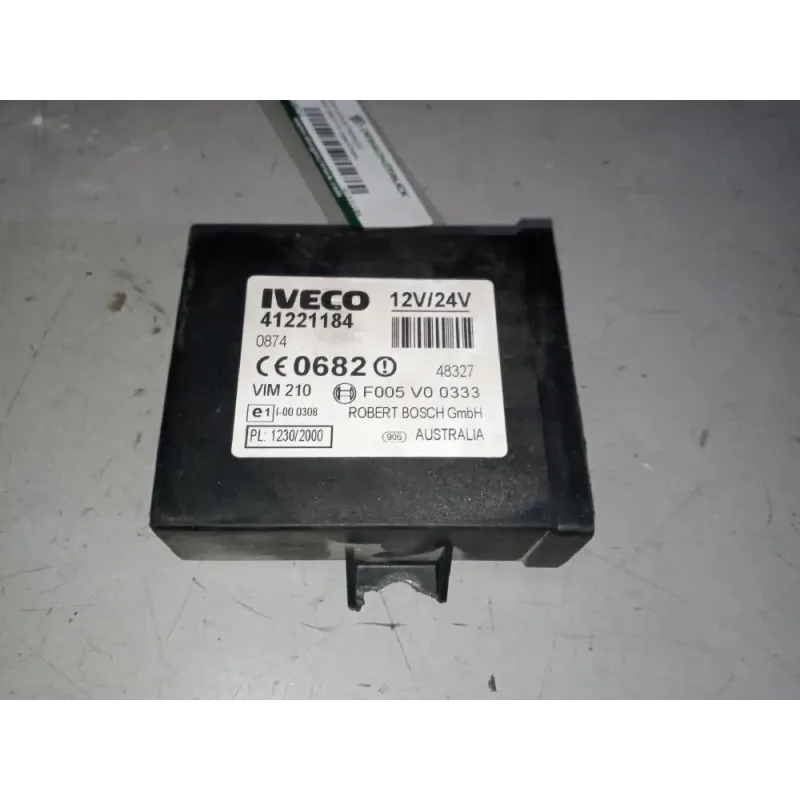 IVECO 12V/24V
41221184
0874
CE 0682 48327
VIM 210 F005 V0 0333
e1 I-00 0308 ROBERT BOSCH GmbH
PL: 1230/2000 906 AUSTRALIA